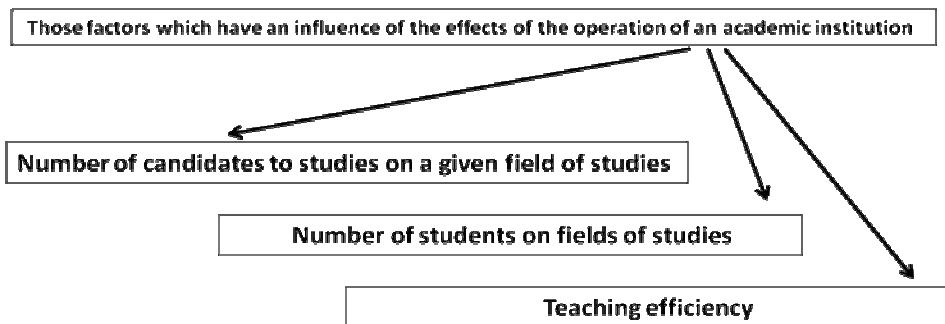 Those factors which have an influence of the effects of the operation of an academic institution
Number of candidates to studies on a given field of studies
Number of students on fields of studies
Teaching efficiency